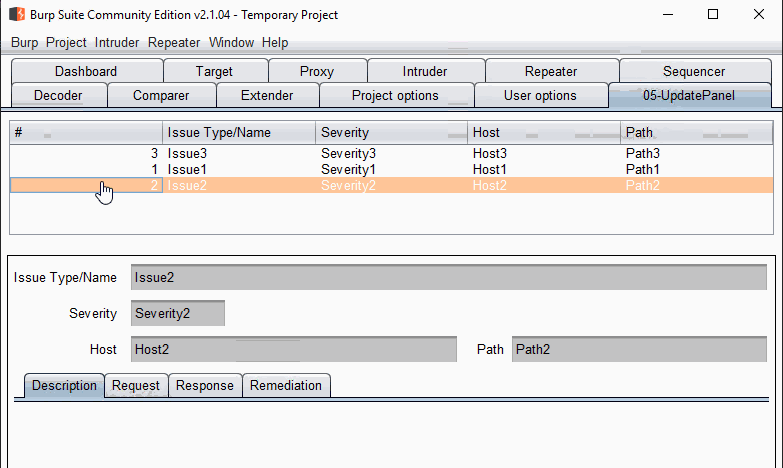 Burp Suite Community Edition v2.1.04 - Temporary Project
Burp Project Intruder Repeater Window Help
Dashboard Target Proxy Intruder Repeater Sequencer
Decoder Comparer Extender Project options User options 05-UpdatePanel
# Issue Type/Name Severity Host Path
3 Issue3 Severity3 Host3 Path3
1 Issue1 Severity1 Host1 Path1
2 Issue2 Severity2 Host2 Path2
Issue Type/Name Issue2
Severity Severity2
Host Host2 Path Path2
Description Request Response Remediation